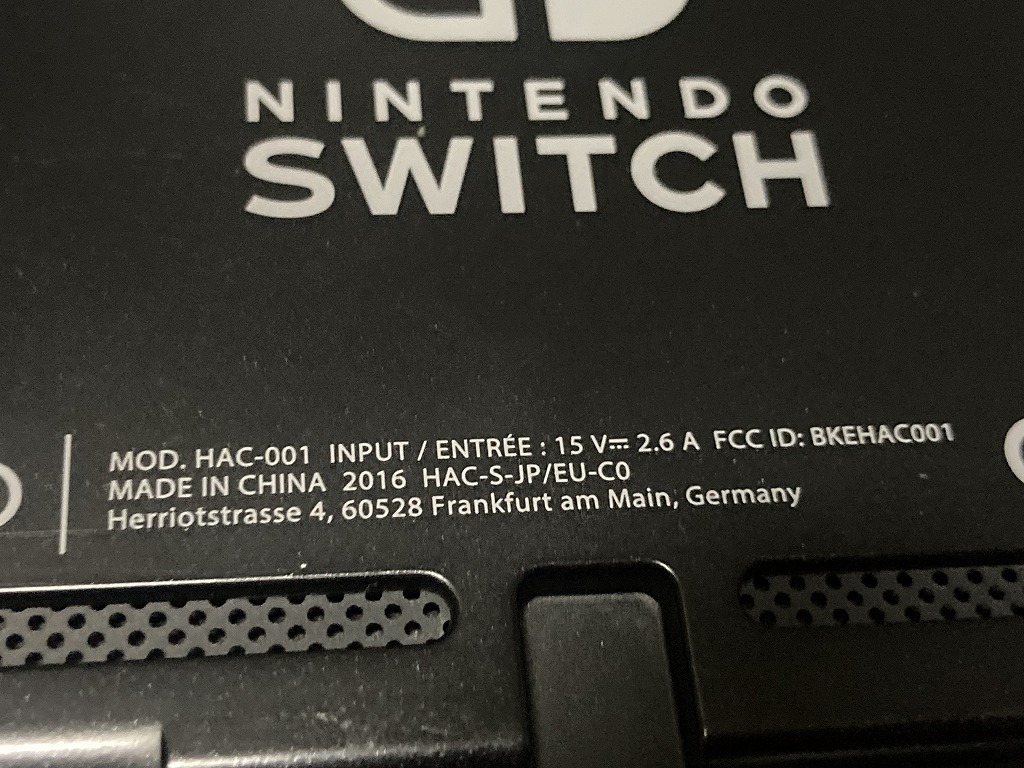 NINTENDO
SWITCH
MOD. HAC-001 INPUT / ENTRÉE : 15 V⎓ 2.6 A FCC ID: BKEHAC001
MADE IN CHINA 2016 HAC-S-JP/EU-C0
Herriotstrasse 4, 60528 Frankfurt am Main, Germany